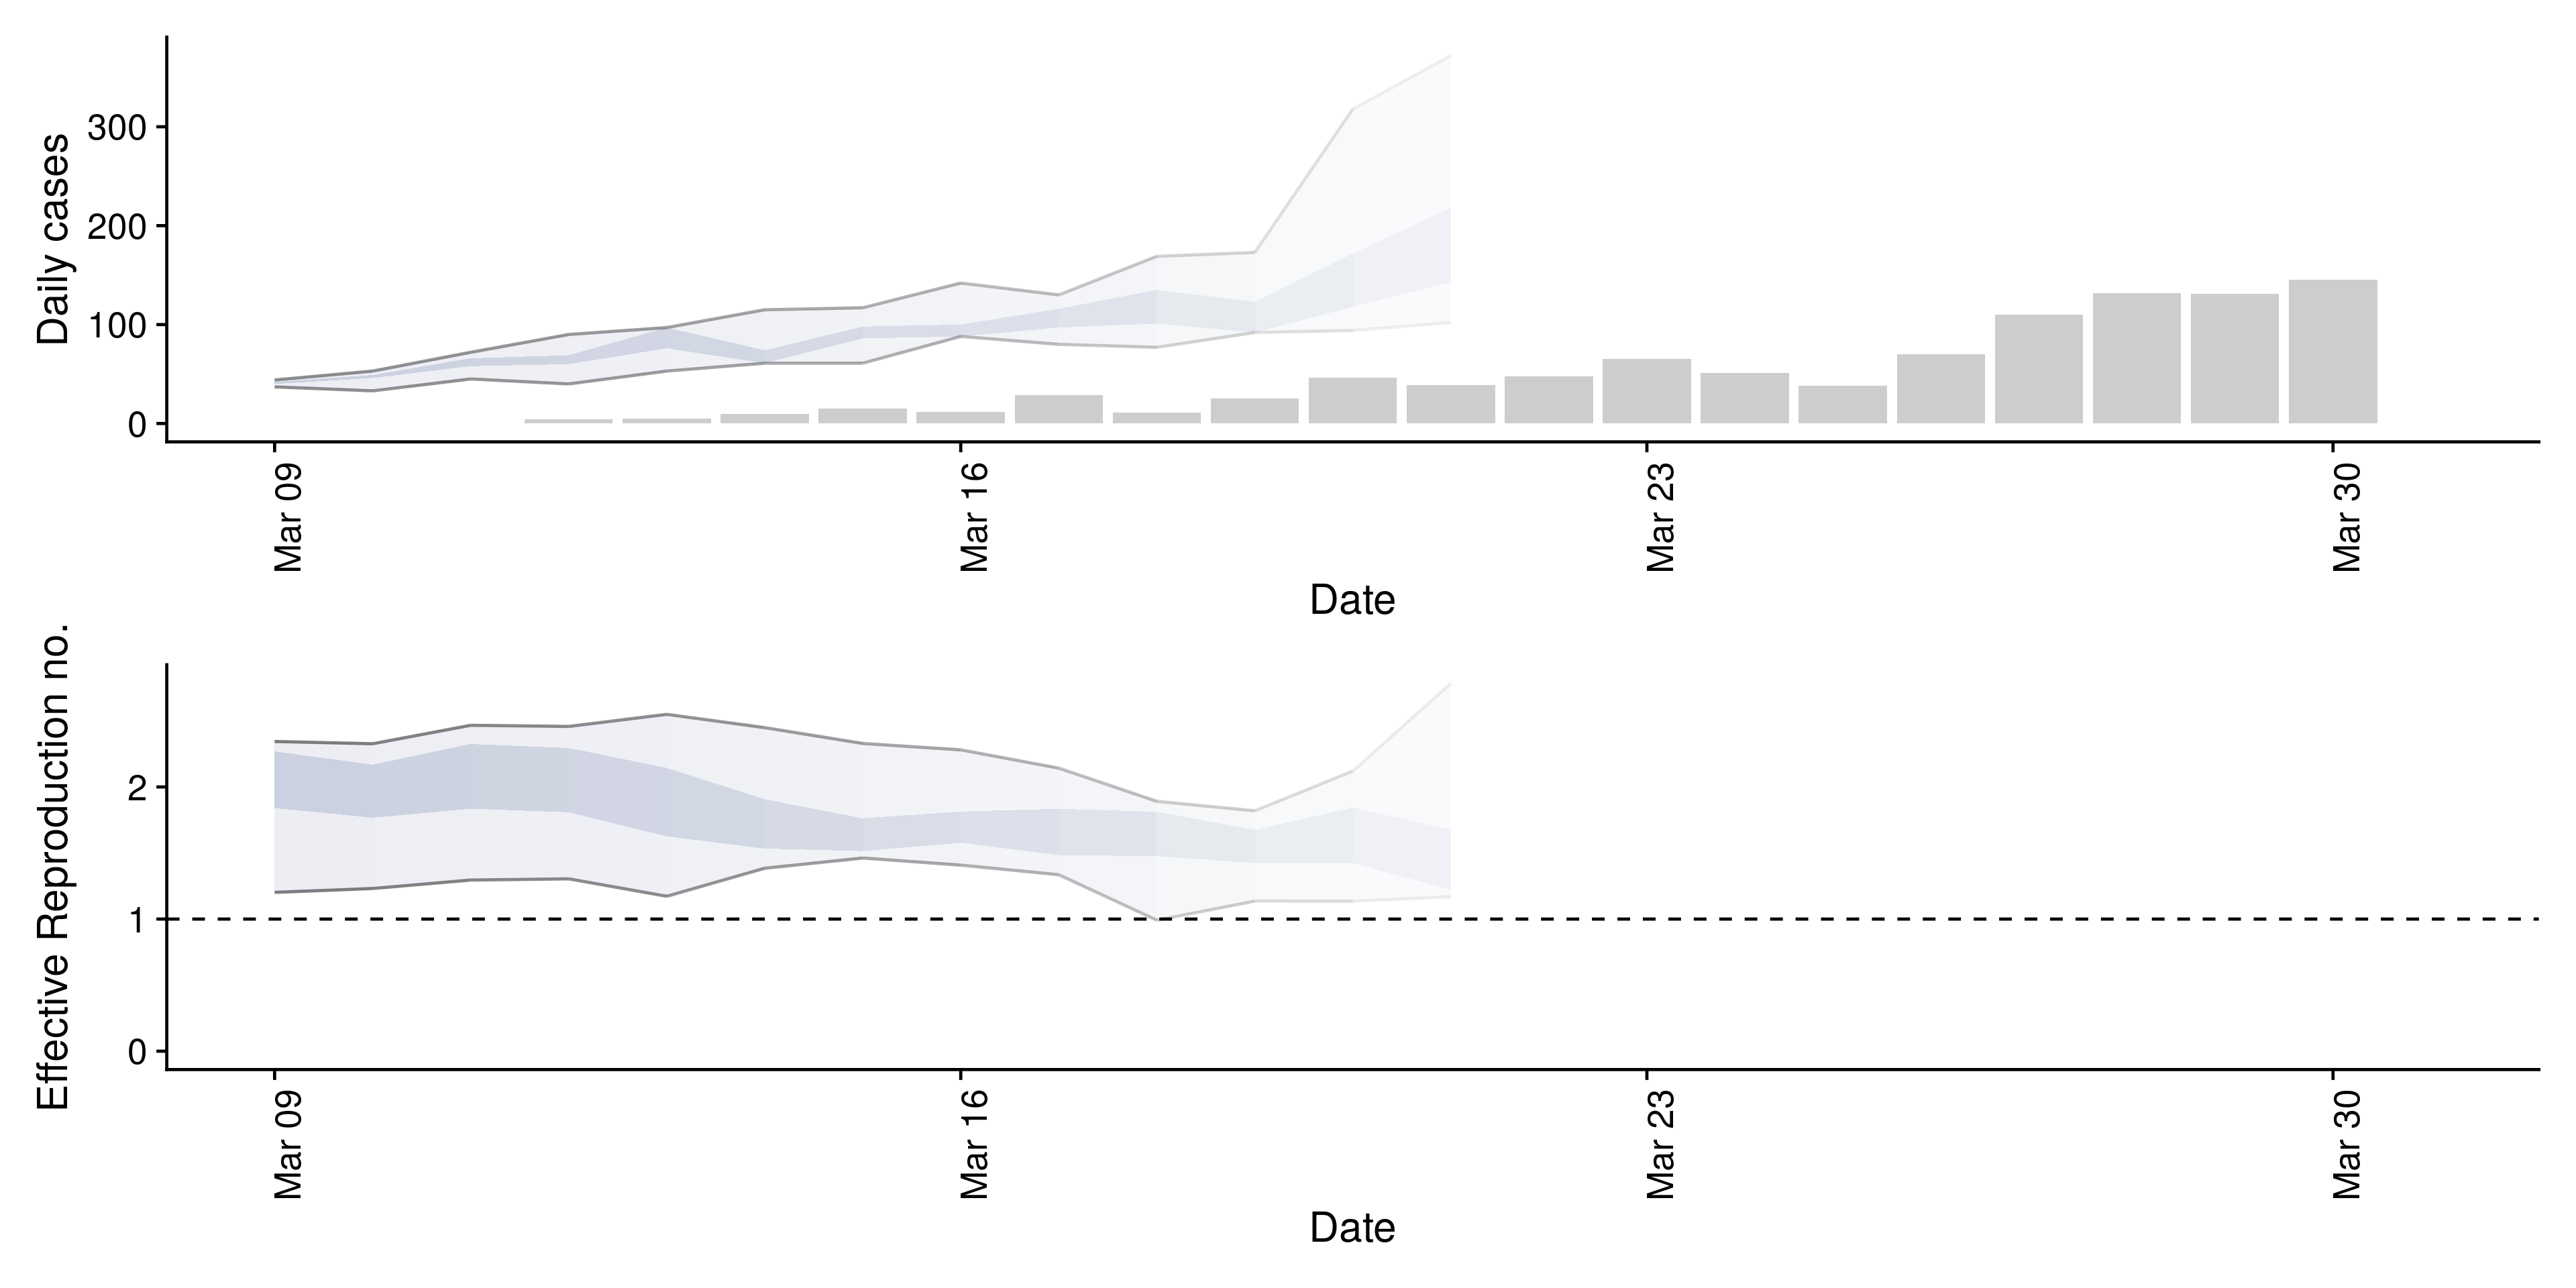 Daily cases
300
200
100
0
Mar 09
Mar 16
Mar 23
Mar 30
Date
Effective Reproduction no.
2
1
0
Mar 09
Mar 16
Mar 23
Mar 30
Date